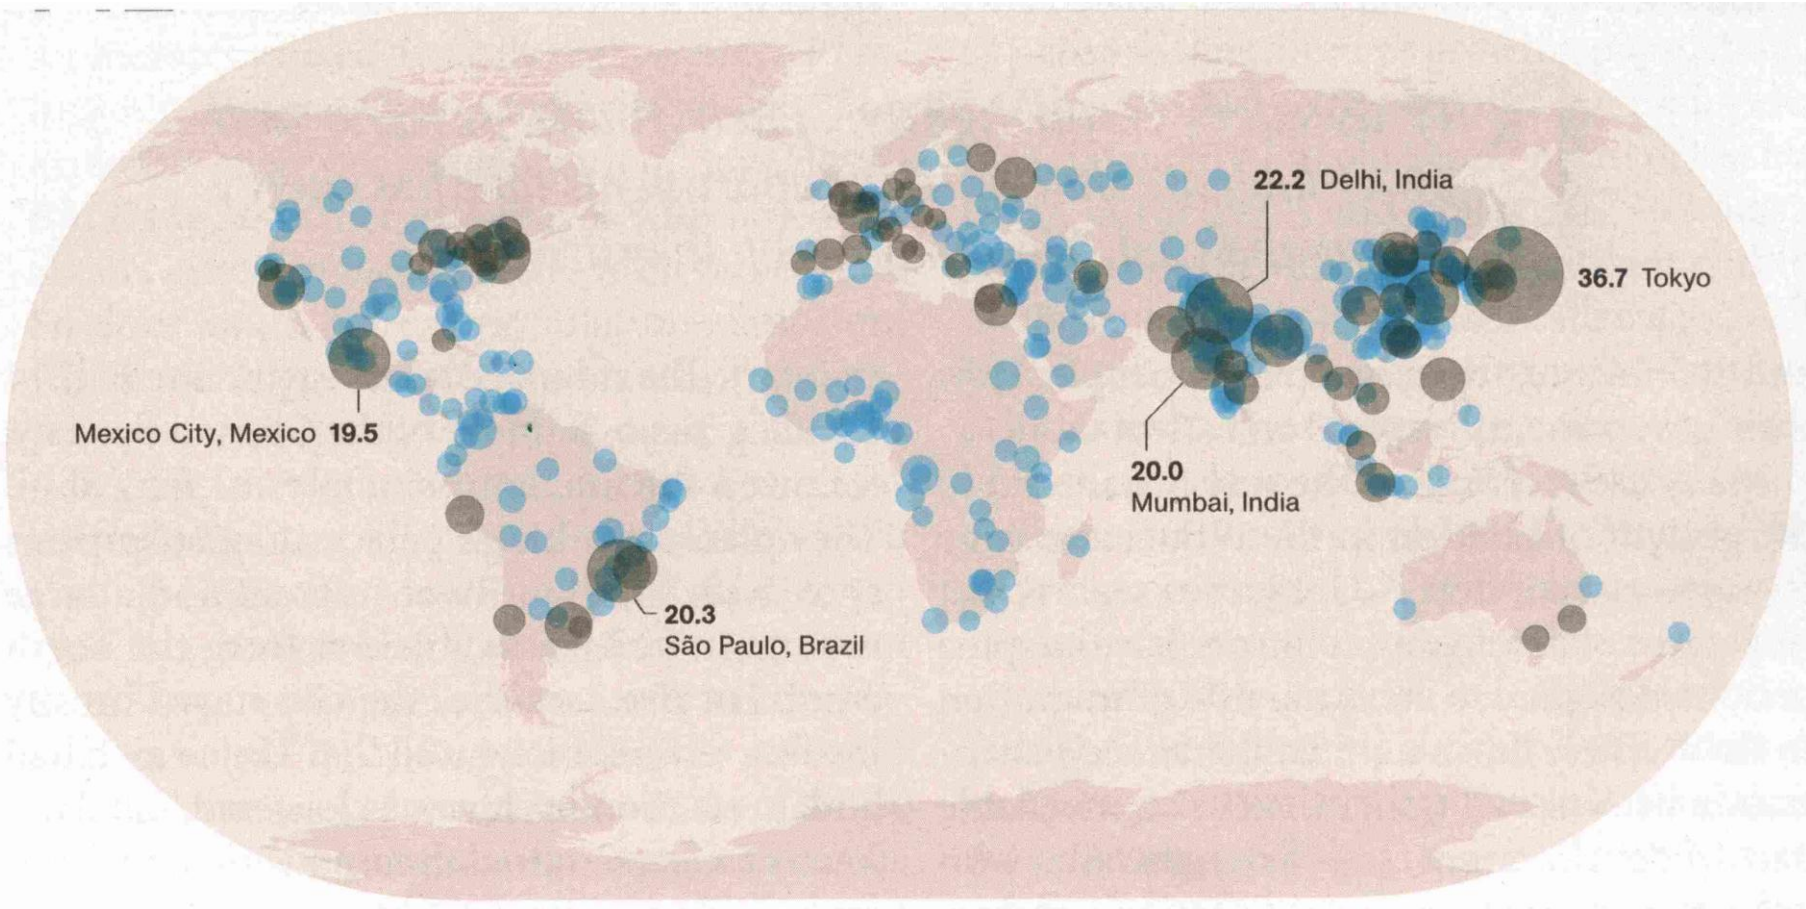 22.2 Delhi, India
36.7 Tokyo
Mexico City, Mexico 19.5
20.0
Mumbai, India
20.3
São Paulo, Brazil